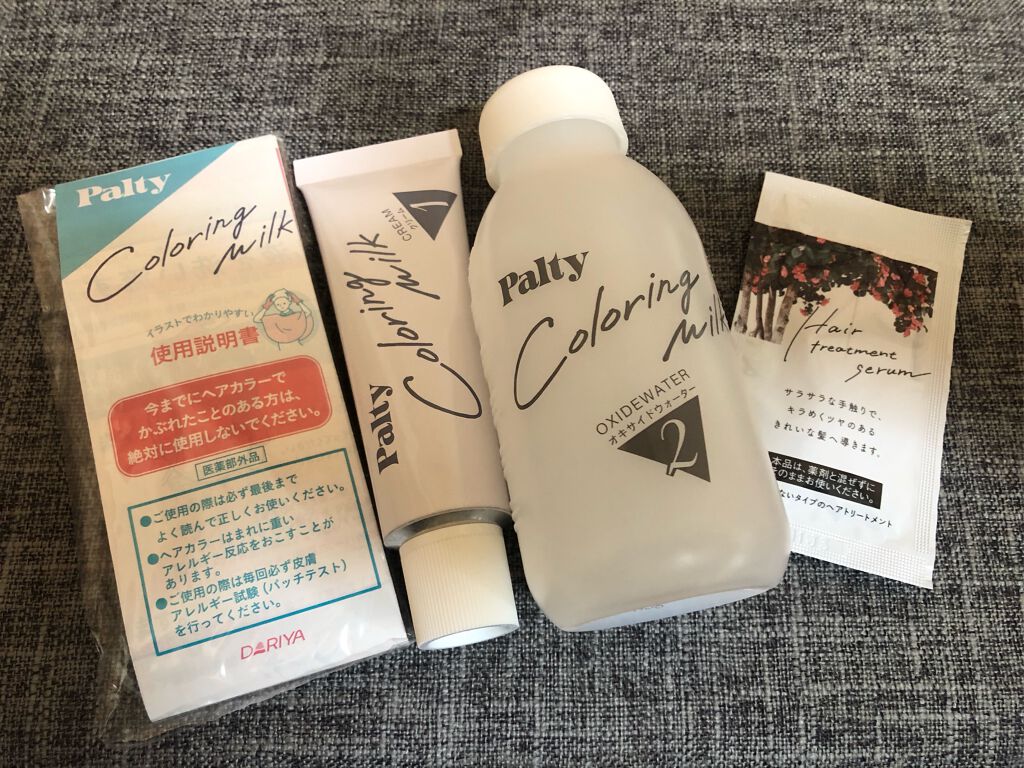 Palty
Coloring
milk
イラストでわかりやすい
使用説明書
今までにヘアカラーで
かぶれたことのある方は、
絶対に使用しないでください。
医薬部外品
●ご使用の際は必ず最後まで
よく読んで正しくお使いください。
●ヘアカラーはまれに重い
アレルギー反応をおこすことが
あります。
●ご使用の際は毎回必ず皮膚
アレルギー試験(パッチテスト)
を行ってください。
DARIYA
1
CREAM
クリーム
Palty
Coloring
milk
Palty
Coloring
milk
OXIDEWATER
オキサイドウォーター
2
Hair
treatment
serum
サラサラな手触りで、
キラめくツヤのある
きれいな髪へ導きます。
本品は、薬剤と混ぜずに
のままお使いください。
ないタイプのヘアトリートメント